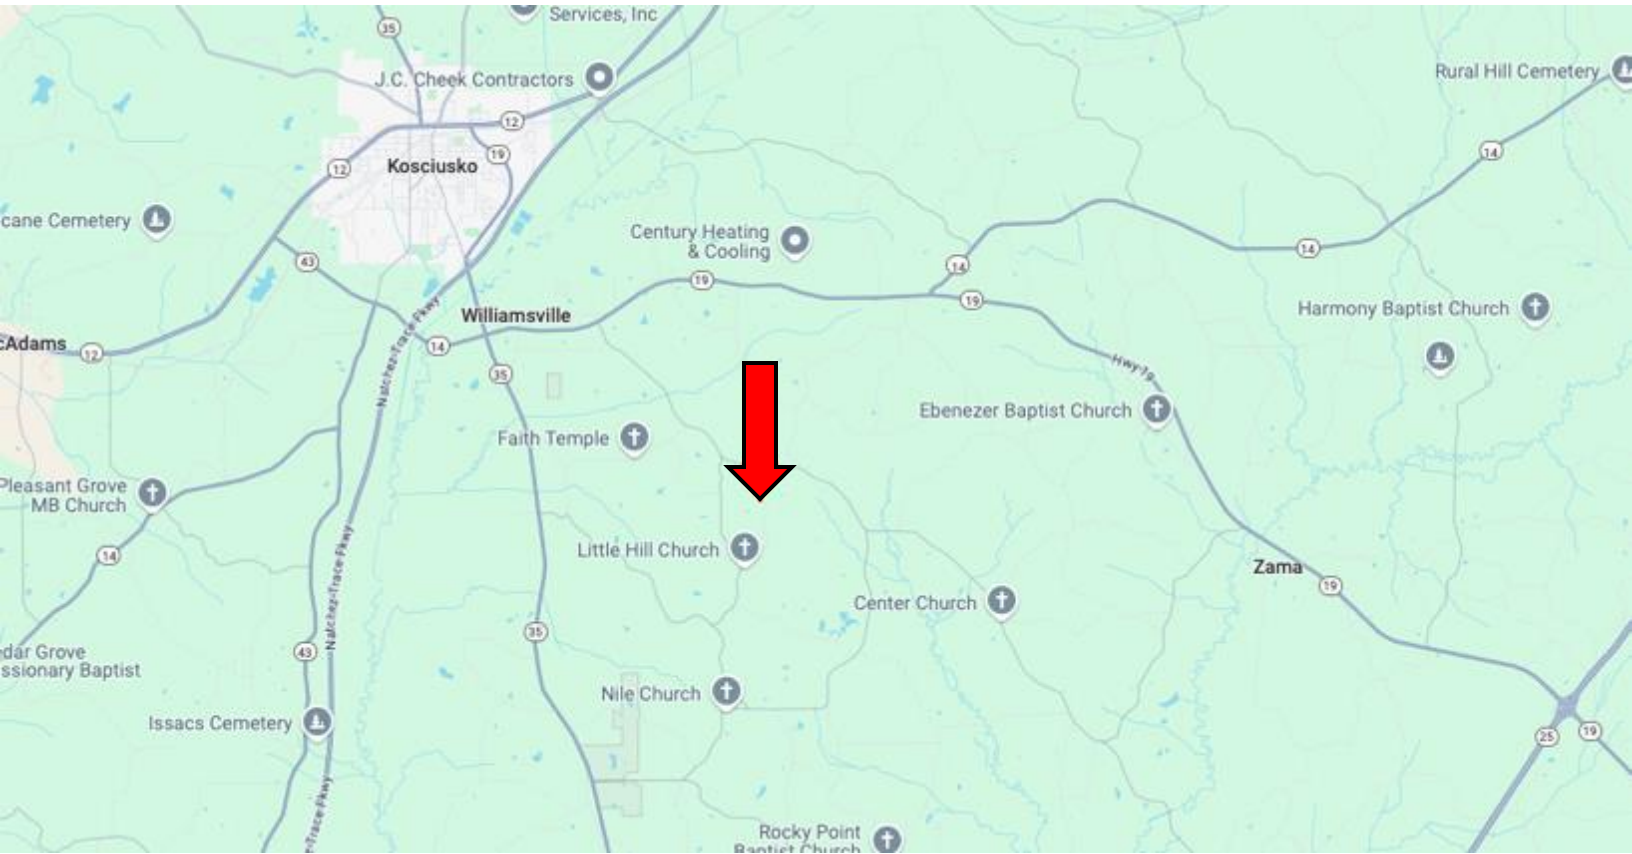 Services, Inc
35
J.C. Cheek Contractors
Rural Hill Cemetery
12
14
19
Kosciusko
12
cane Cemetery
Century Heating
& Cooling
43
14
14
19
19
Harmony Baptist Church
Williamsville
cAdams
12
14
Natchez-Trace-Pkwy
35
Hwy-19
Ebenezer Baptist Church
Faith Temple
Pleasant Grove
MB Church
14
Little Hill Church
Zama
19
Center Church
Natchez-Trace-Pkwy
35
43
dar Grove
ssionary Baptist
Nile Church
Issacs Cemetery
25
19
e-Trace-Pkwy
Rocky Point
Baptist Church